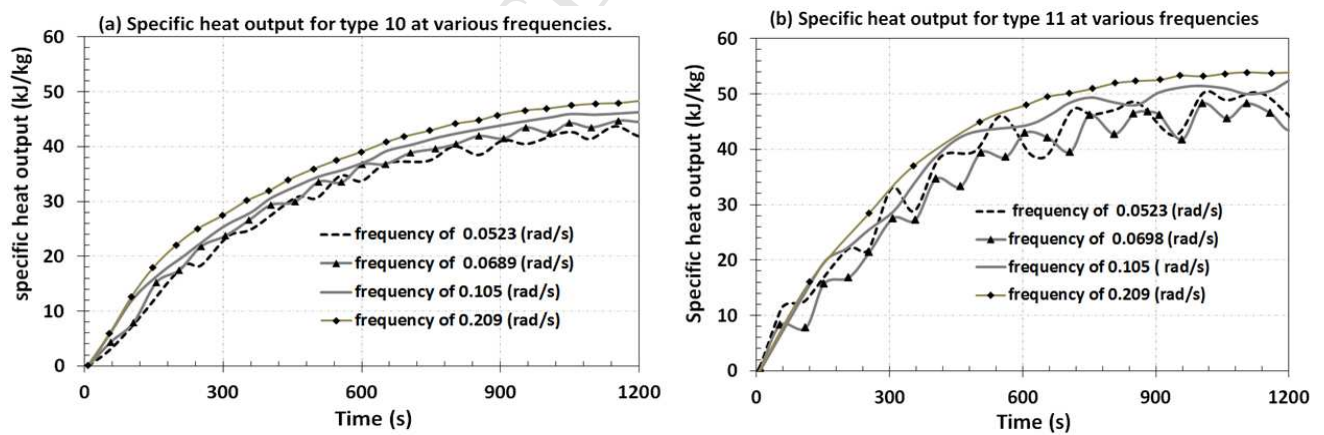 (a) Specific heat output for type 10 at various frequencies.
specific heat output (kJ/kg)
60
50
40
30
20
10
0
frequency of 0.0523 (rad/s)
frequency of 0.0689 (rad/s)
frequency of 0.105 (rad/s)
frequency of 0.209 (rad/s)
0 300 600 900 1200
Time (s)
(b) Specific heat output for type 11 at various frequencies
Specific heat output (kJ/kg)
60
50
40
30
20
10
0
frequency of 0.0523 (rad/s)
frequency of 0.0698 (rad/s)
frequency of 0.105 ( rad/s)
frequency of 0.209 (rad/s)
0 300 600 900 1200
Time (s)